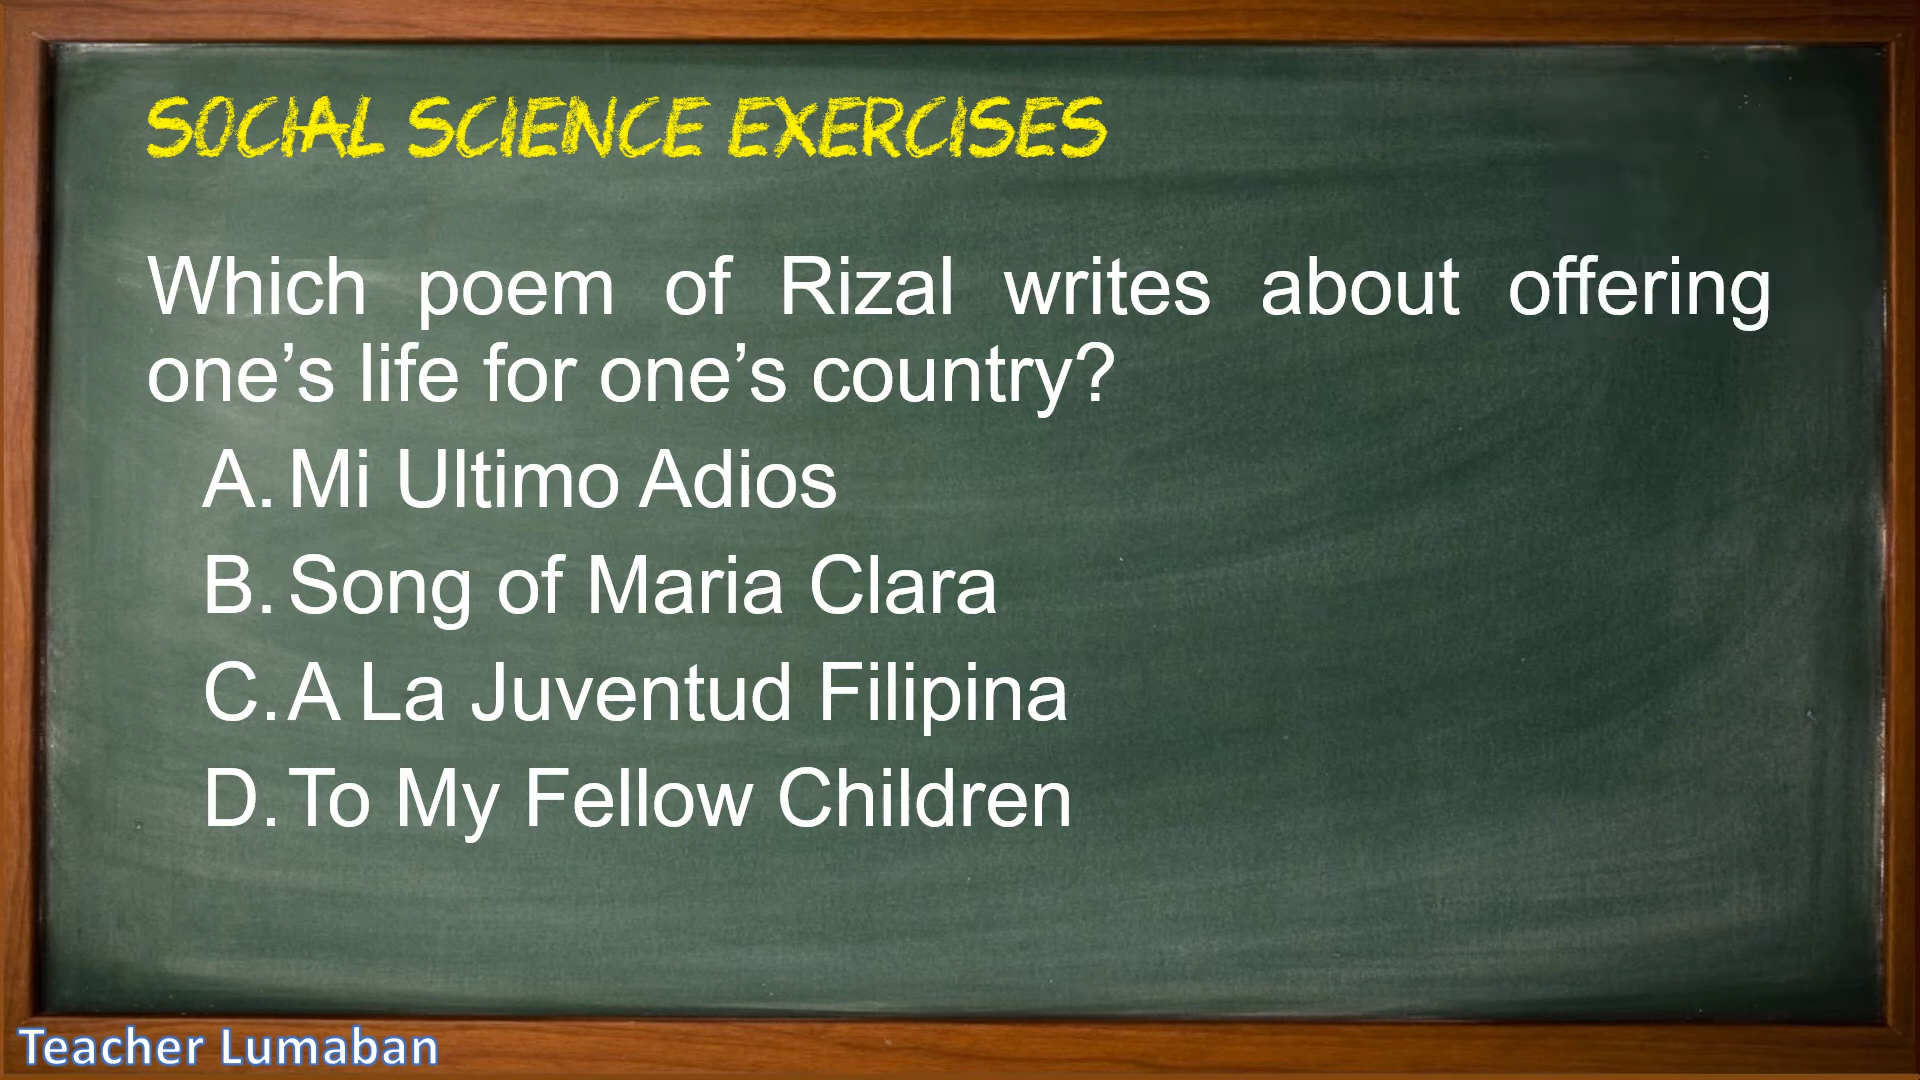 SOCIAL SCIENCE EXERCISES
Which poem of Rizal writes about offering
one’s life for one’s country?
A. Mi Ultimo Adios
B. Song of Maria Clara
C. A La Juventud Filipina
D. To My Fellow Children
Teacher Lumaban